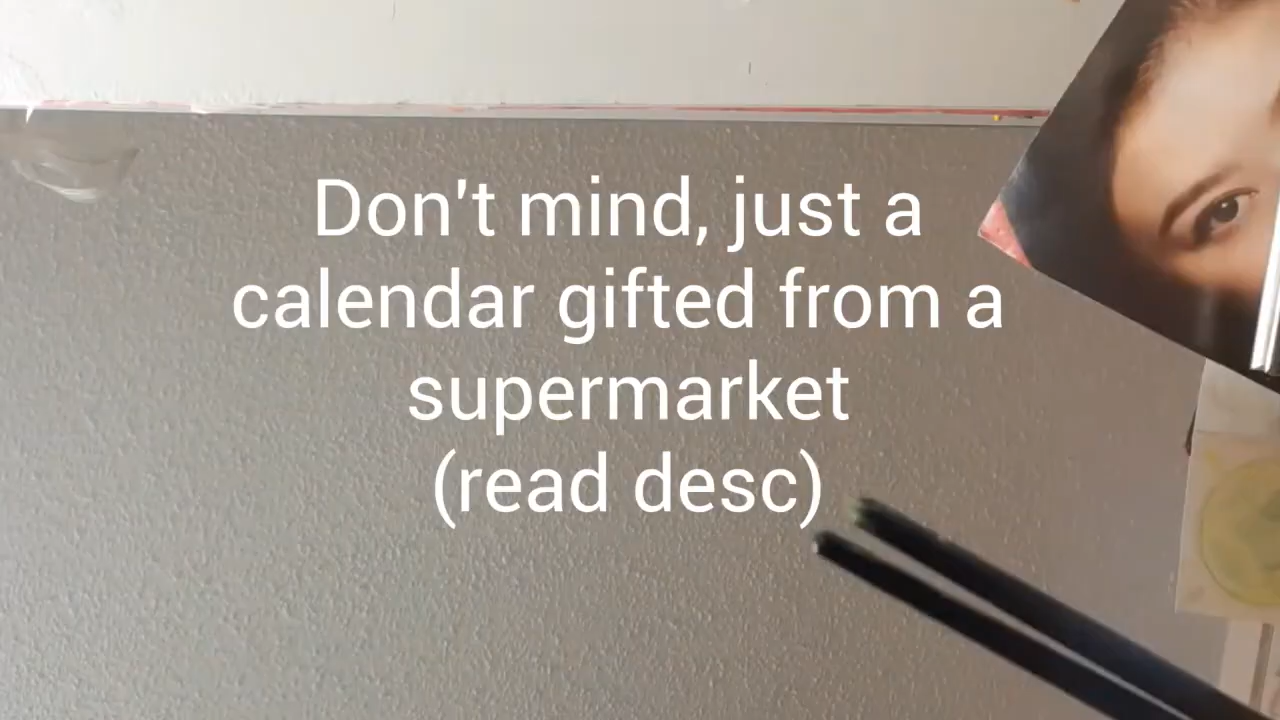 Don't mind, just a
calendar gifted from a
supermarket
(read desc)